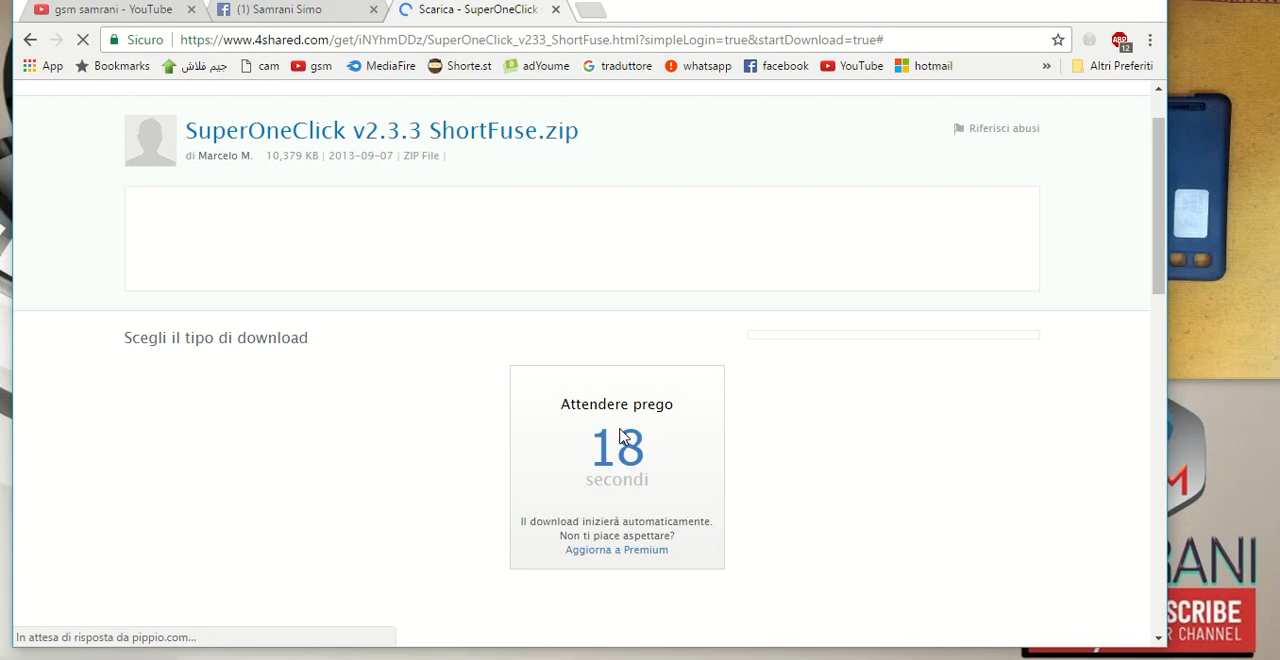 gsm samrani - YouTube
(1) Samrani Simo
Scarica - SuperOneClick
Sicuro
https://www.4shared.com/get/iNYhmDDz/SuperOneClick_v233_ShortFuse.html?simpleLogin=true&startDownload=true#
ABP
12
App
Bookmarks
جيم فلاش
cam
gsm
MediaFire
Shorte.st
adYoume
traduttore
whatsapp
facebook
YouTube
hotmail
»
Altri Preferiti
SuperOneClick v2.3.3 ShortFuse.zip
Riferisci abusi
di Marcelo M. 10,379 KB | 2013-09-07 | ZIP File |
Scegli il tipo di download
Attendere prego
18
secondi
Il download inizierà automaticamente.
Non ti piace aspettare?
Aggiorna a Premium
In attesa di risposta da pippio.com...
M
RANI
SCRIBE
R CHANNEL